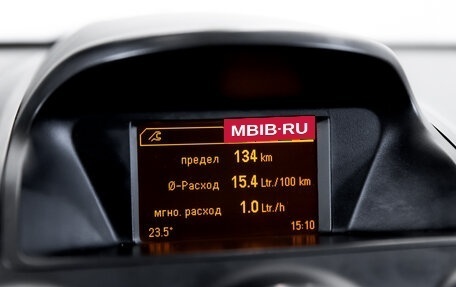 MBIB-RU
предел 134 km
Ø-Расход 15.4 Ltr./100 km
мгно. расход 1.0 Ltr./h
23.5° 15:10